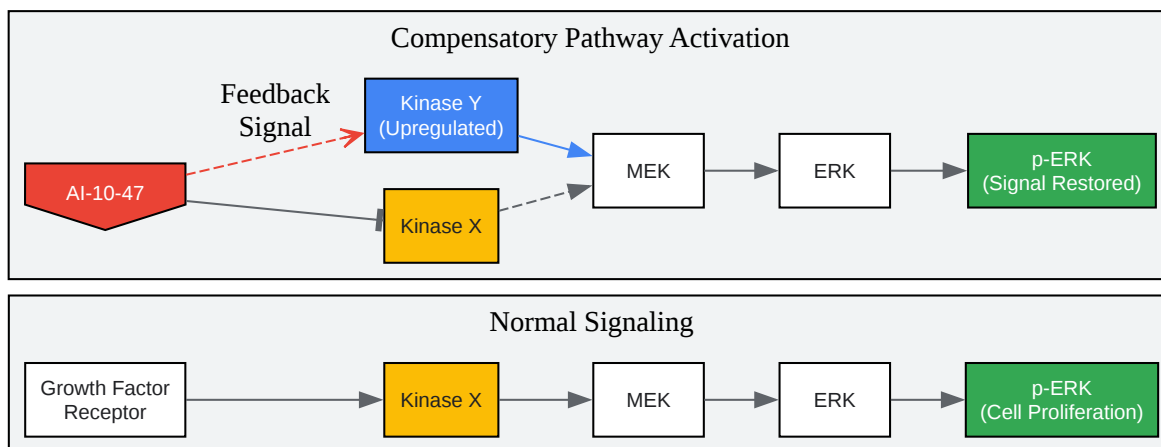 Compensatory Pathway Activation
Feedback
Signal
Kinase Y
(Upregulated)
AI-10-47
Kinase X
MEK
ERK
p-ERK
(Signal Restored)
Normal Signaling
Growth Factor
Receptor
Kinase X
MEK
ERK
p-ERK
(Cell Proliferation)